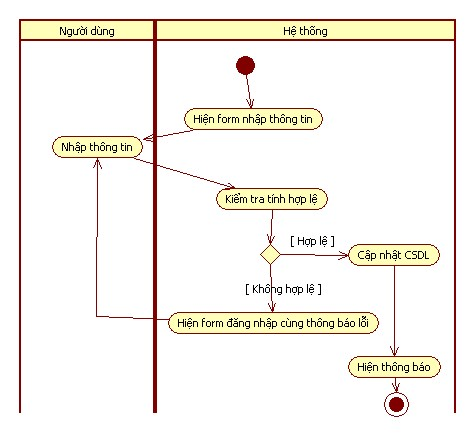 Người dùng
Hệ thống
Hiện form nhập thông tin
Nhập thông tin
Kiểm tra tính hợp lệ
[ Hợp lệ ]
Cập nhật CSDL
[ Không hợp lệ ]
Hiện form đăng nhập cùng thông báo lỗi
Hiện thông báo